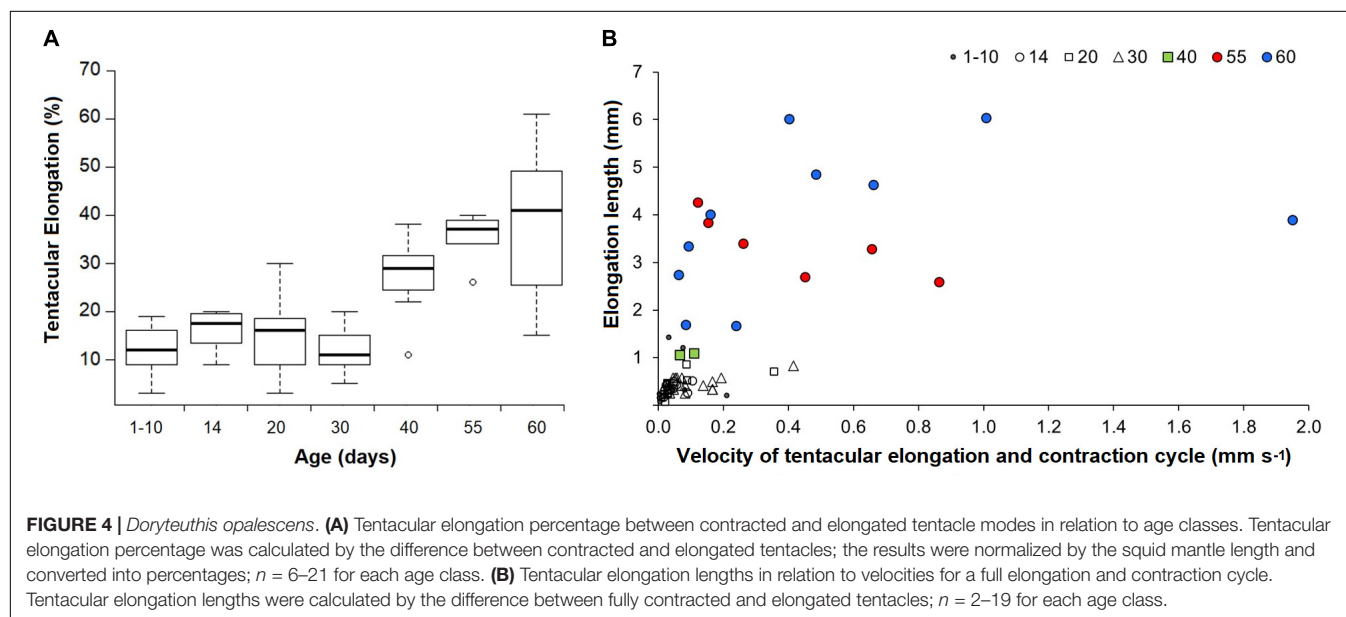 A
Tentacular Elongation (%)
70
60
50
40
30
20
10
1-10 14 20 30 40 55 60
Age (days)
B
1-10 14 20 30 40 55 60
Elongation length (mm)
7
6
5
4
3
2
1
0.0 0.2 0.4 0.6 0.8 1.0 1.2 1.4 1.6 1.8 2.0
Velocity of tentacular elongation and contraction cycle (mm s-1)
FIGURE 4 | Doryteuthis opalescens. (A) Tentacular elongation percentage between contracted and elongated tentacle modes in relation to age classes. Tentacular
elongation percentage was calculated by the difference between contracted and elongated tentacles; the results were normalized by the squid mantle length and
converted into percentages; n = 6–21 for each age class. (B) Tentacular elongation lengths in relation to velocities for a full elongation and contraction cycle.
Tentacular elongation lengths were calculated by the difference between fully contracted and elongated tentacles; n = 2–19 for each age class.